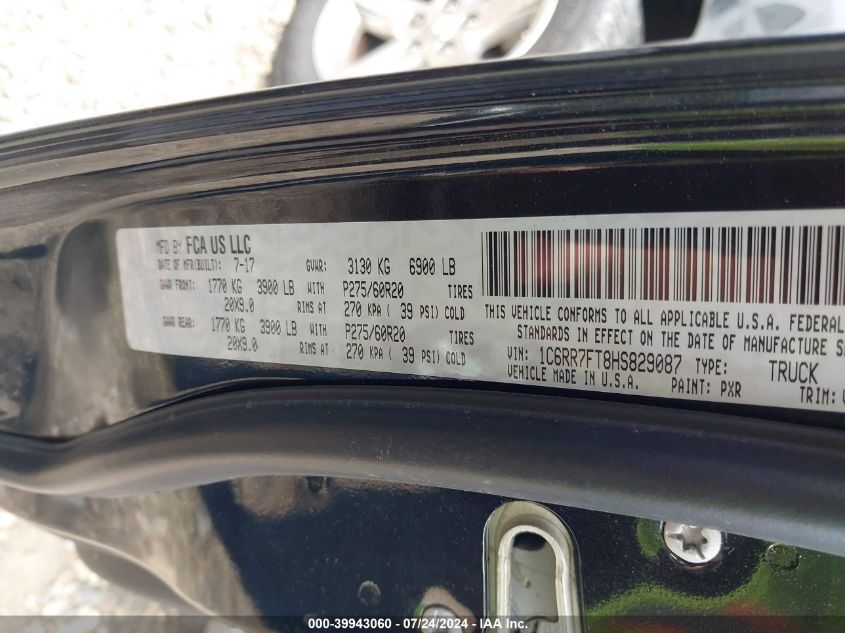 MFD BY FCA US LLC
DATE OF MFR(BUILT): 7-17 GVWR: 3130 KG 6900 LB
GAWR FRONT: 1770 KG 3900 LB WITH P275/60R20 TIRES
20X9.0 RIMS AT 270 KPA ( 39 PSI) COLD
GAWR REAR: 1770 KG 3900 LB WITH P275/60R20 TIRES
20X9.0 RIMS AT 270 KPA ( 39 PSI) COLD
THIS VEHICLE CONFORMS TO ALL APPLICABLE U.S.A. FEDERAL
STANDARDS IN EFFECT ON THE DATE OF MANUFACTURE
VIN: 1C6RR7FT8HS829087 TYPE: TRUCK
VEHICLE MADE IN U.S.A. PAINT: PXR TRIM:
000-39943060 - 07/24/2024 - IAA Inc.